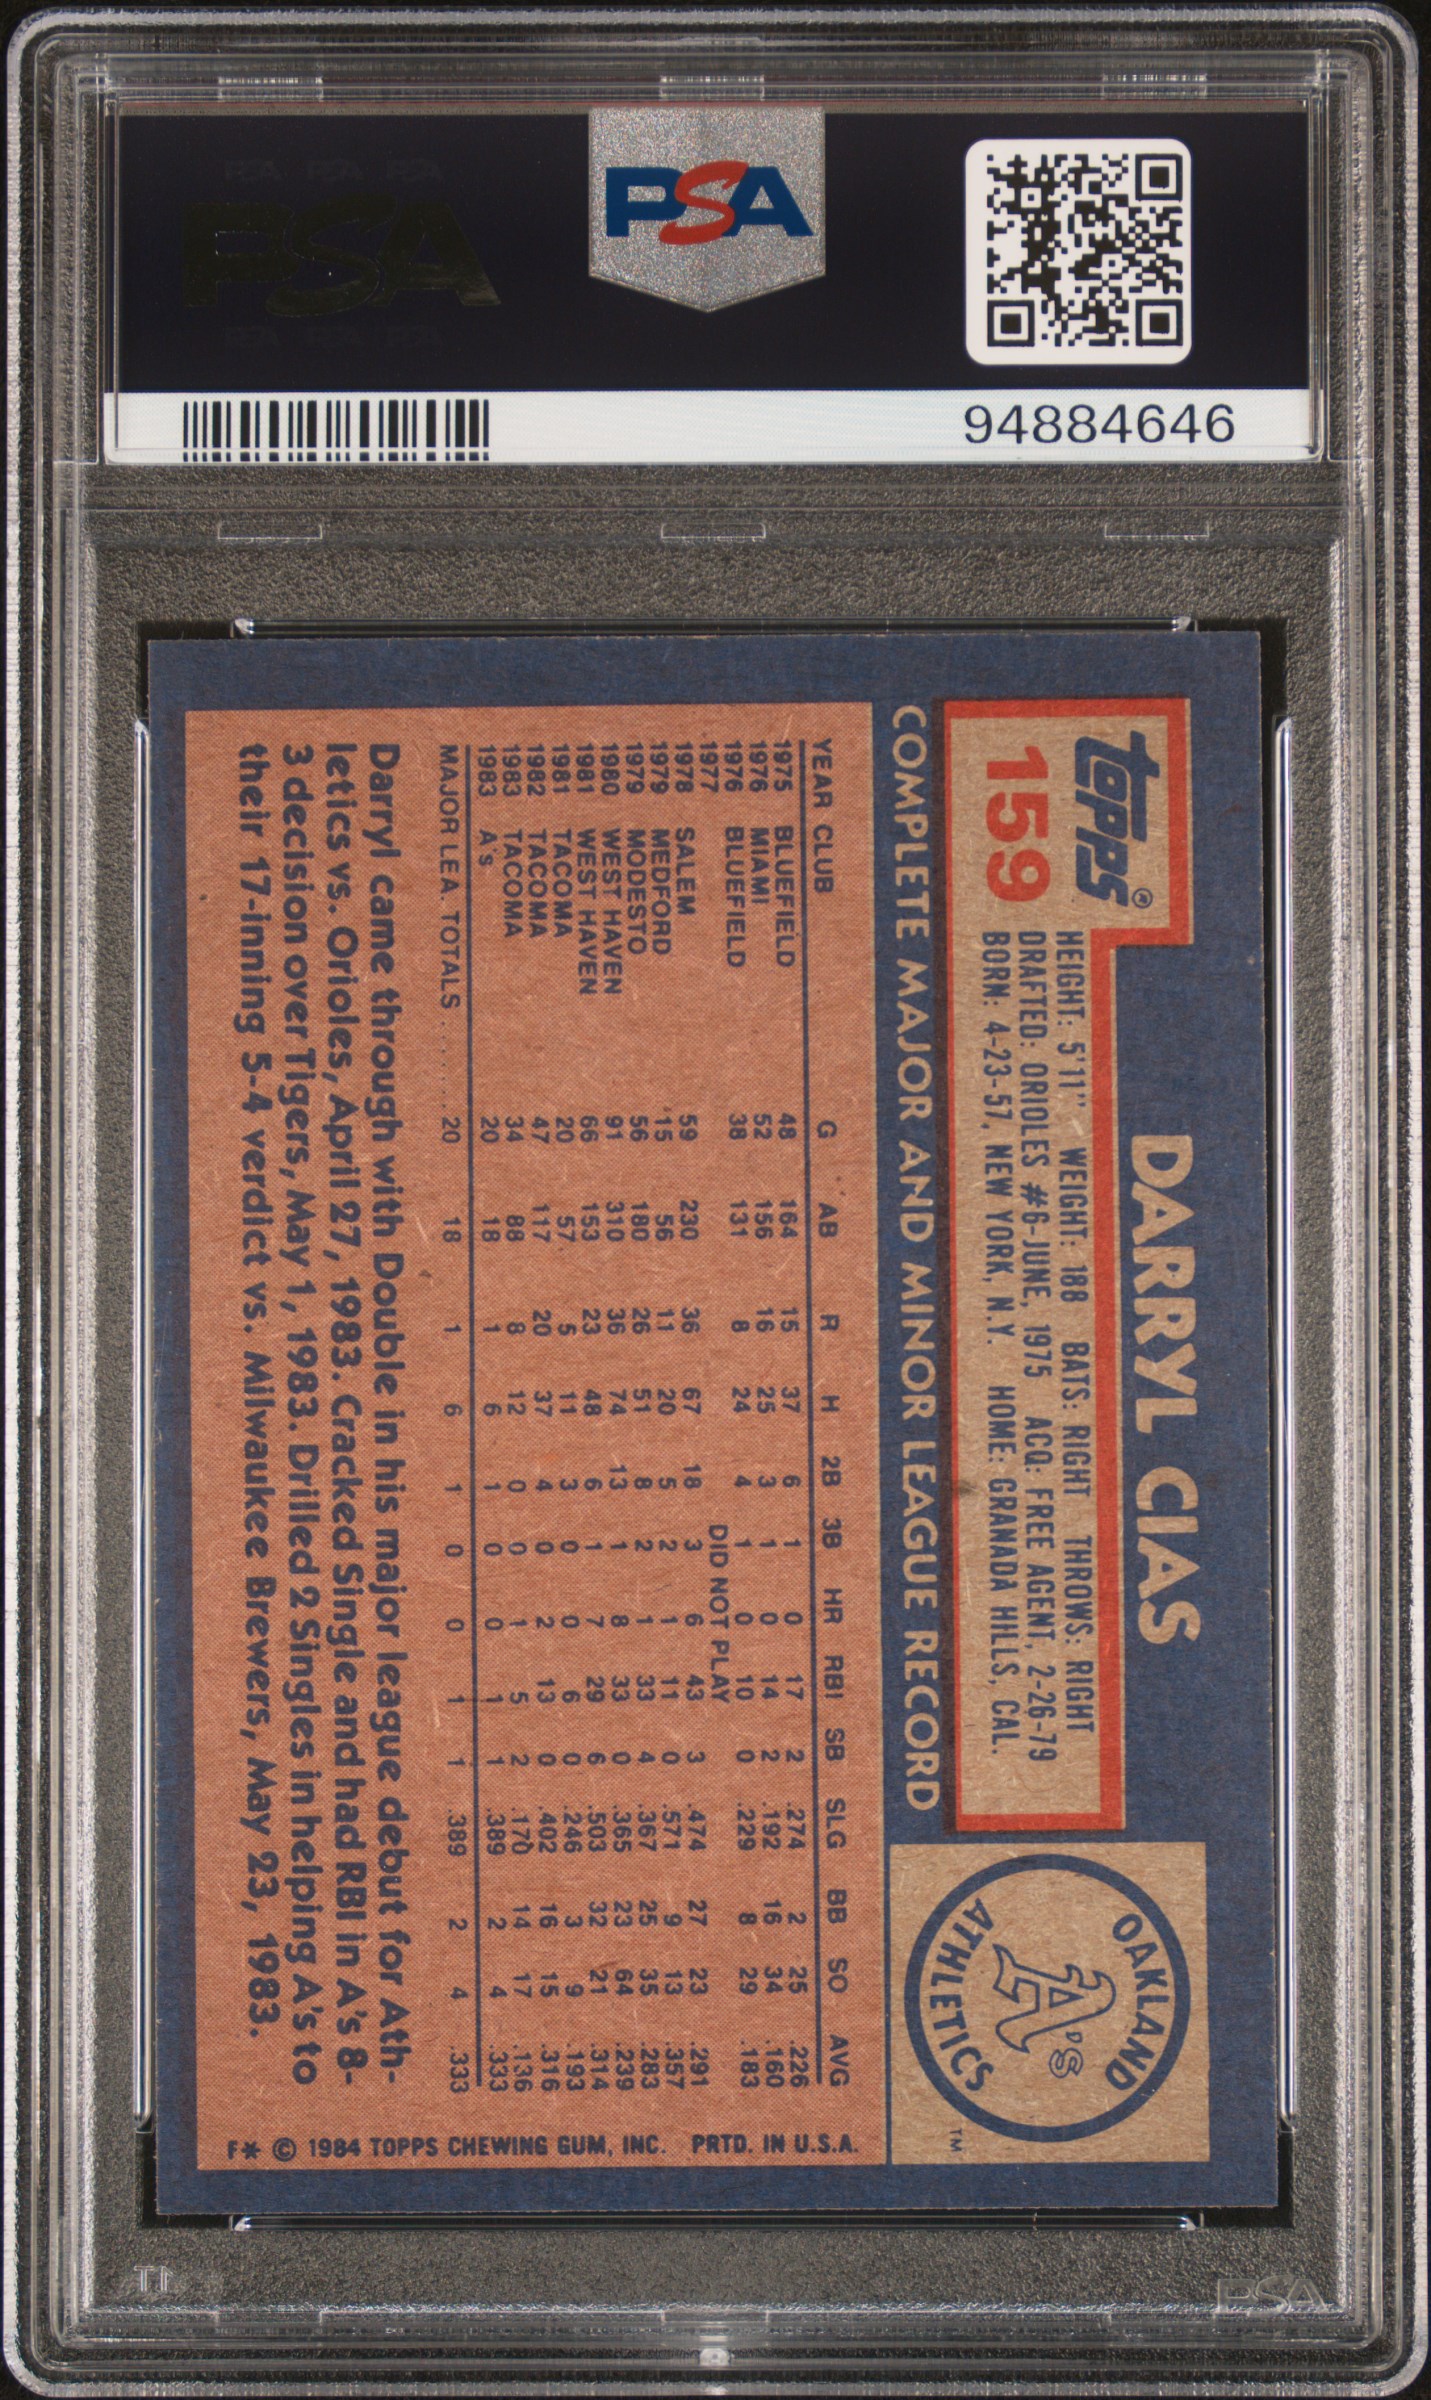 PSA PSA PSA
PSA
PSA PSA PSA
PSA
94884646
topps®
159
DARRYL CIAS
HEIGHT: 5'11" WEIGHT: 188 BATS: RIGHT THROWS: RIGHT
DRAFTED: ORIOLES #6-JUNE, 1975 ACQ: FREE AGENT, 2-26-79
BORN: 4-23-57, NEW YORK, N.Y. HOME: GRANADA HILLS, CAL.
OAKLAND
A's
ATHLETICS
TM
COMPLETE MAJOR AND MINOR LEAGUE RECORD
YEAR CLUB G AB R H 2B 3B HR RBI SB SLG BB SO AVG
1975 BLUEFIELD 48 164 15 37 6 1 0 17 2 .274 2 25 .226
1976 MIAMI 52 156 16 25 3 1 0 14 2 .192 16 34 .160
1976 BLUEFIELD 38 131 8 24 4 1 0 10 0 .229 8 29 .183
1977 DID NOT PLAY
1978 SALEM 59 230 36 67 18 3 6 43 3 .474 27 23 .291
1979 MEDFORD 15 56 11 20 5 2 1 11 0 .571 9 13 .357
1979 MODESTO 56 180 26 51 8 2 1 33 4 .367 25 35 .283
1980 WEST HAVEN 91 310 36 74 13 1 8 33 0 .365 23 64 .239
1981 WEST HAVEN 66 153 23 48 6 1 7 29 6 .503 32 21 .314
1981 TACOMA 20 57 5 11 3 0 0 6 0 .246 3 9 .193
1982 TACOMA 47 117 20 37 4 0 2 13 0 .402 16 15 .316
1983 TACOMA 34 88 8 12 0 0 1 5 2 .170 14 17 .136
1983 A's 20 18 1 6 1 0 0 1 1 .389 2 4 .333
MAJOR LEA. TOTALS ...... 20 18 1 6 1 0 0 1 1 .389 2 4 .333
Darryl came through with Double in his major league debut for Ath-
letics vs. Orioles, April 27, 1983. Cracked Single and had RBI in A's 8-
3 decision over Tigers, May 1, 1983. Drilled 2 Singles in helping A's to
their 17-inning 5-4 verdict vs. Milwaukee Brewers, May 23, 1983.
F* © 1984 TOPPS CHEWING GUM, INC. PRTD. IN U.S.A.
PSA